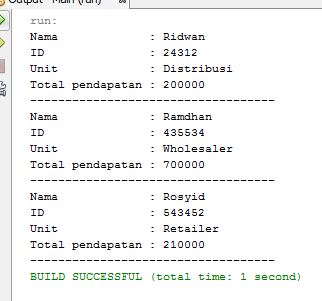 Output - Main (run)
run:
Nama : Ridwan
ID : 24312
Unit : Distribusi
Total pendapatan : 200000
----------------------------------
Nama : Ramdhan
ID : 435534
Unit : Wholesaler
Total pendapatan : 700000
----------------------------------
Nama : Rosyid
ID : 543452
Unit : Retailer
Total pendapatan : 210000
----------------------------------
BUILD SUCCESSFUL (total time: 1 second)